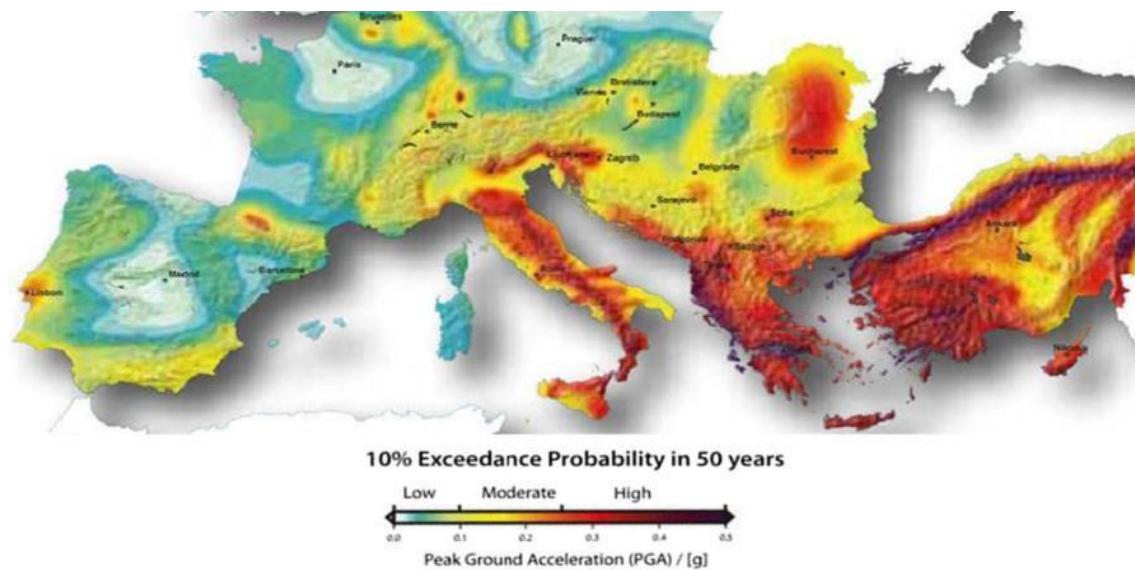 Bruxelles
Prague
Paris
Bratislava
Vienna
Budapest
Berne
Zagreb
Bucharest
Belgrade
Sarajevo
Sofia
Ankara
Madrid
Barcelona
Lisbon
10% Exceedance Probability in 50 years
Low Moderate High
0.0 0.1 0.2 0.3 0.4 0.5
Peak Ground Acceleration (PGA) / [g]